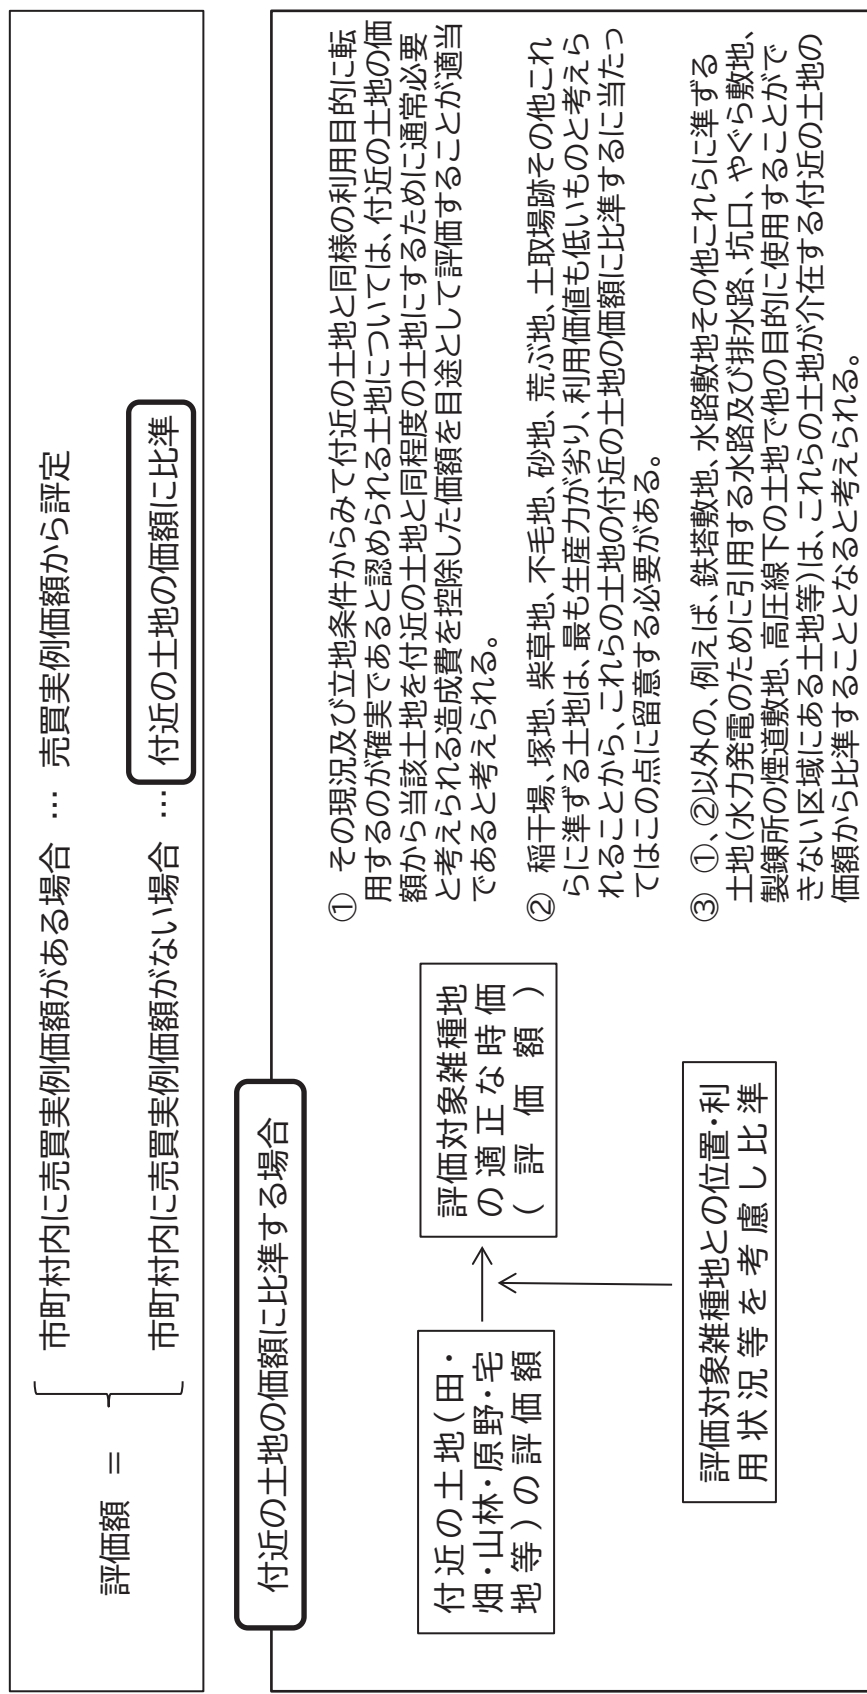 評価額 ＝
市町村内に売買実例価額がある場合 … 売買実例価額から評定
市町村内に売買実例価額がない場合 … 付近の土地の価額に比準
付近の土地の価額に比準する場合
付近の土地（田・
畑・山林・原野・宅
地等）の評価額
評価対象雑種地
の適正な時価
（評価額）
評価対象雑種地との位置・利
用状況等を考慮し比準
① その現況及び立地条件からみて付近の土地と同様の利用目的に転
用するのが確実であると認められる土地については、付近の土地の価
額から当該土地を付近の土地と同程度の土地にするために通常必要
と考えられる造成費を控除した価額を目途として評価することが適当
であると考えられる。
② 稲干場、塚地、柴草地、不毛地、砂地、荒ぶ地、土取場跡その他これ
らに準ずる土地は、最も生産力が劣り、利用価値も低いものと考えら
れることから、これらの土地の付近の土地の価額に比準するに当たっ
てはこの点に留意する必要がある。
③ ①、②以外の、例えば、鉄塔敷地、水路敷地その他これらに準ずる
土地（水力発電のために引用する水路及び排水路、坑口、やぐら敷地、
製錬所の煙道敷地、高圧線下の土地で他の目的に使用することがで
きない区域にある土地等）は、これらの土地が介在する付近の土地の
価額から比準することとなると考えられる。